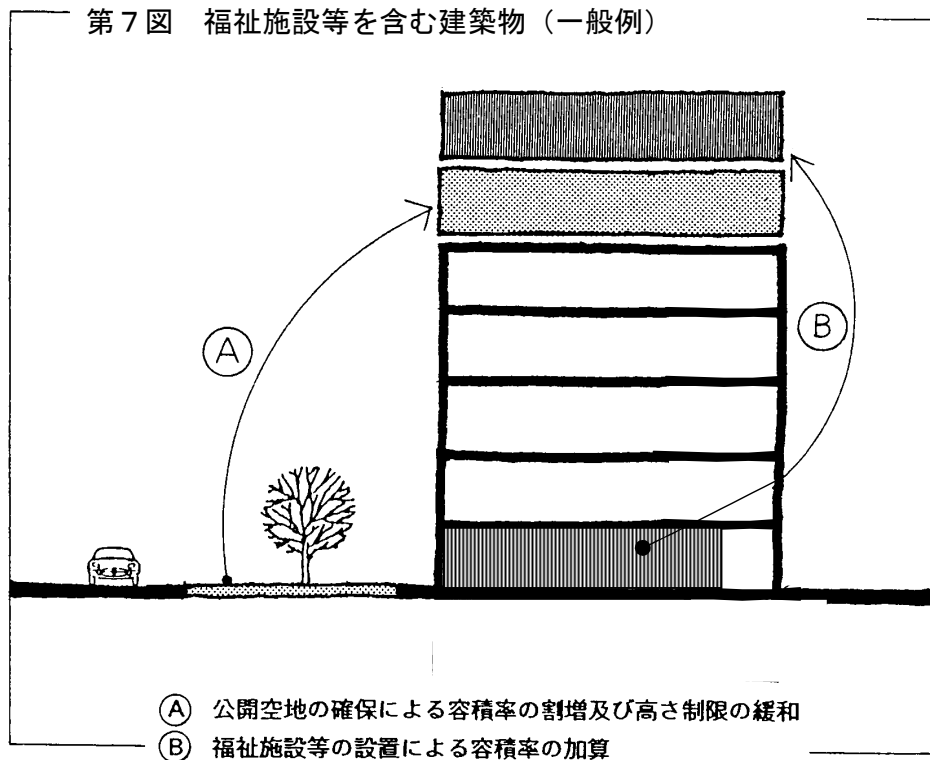 第7図 福祉施設等を含む建築物（一般例）
A
B
Ⓐ 公開空地の確保による容積率の割増及び高さ制限の緩和
Ⓑ 福祉施設等の設置による容積率の加算